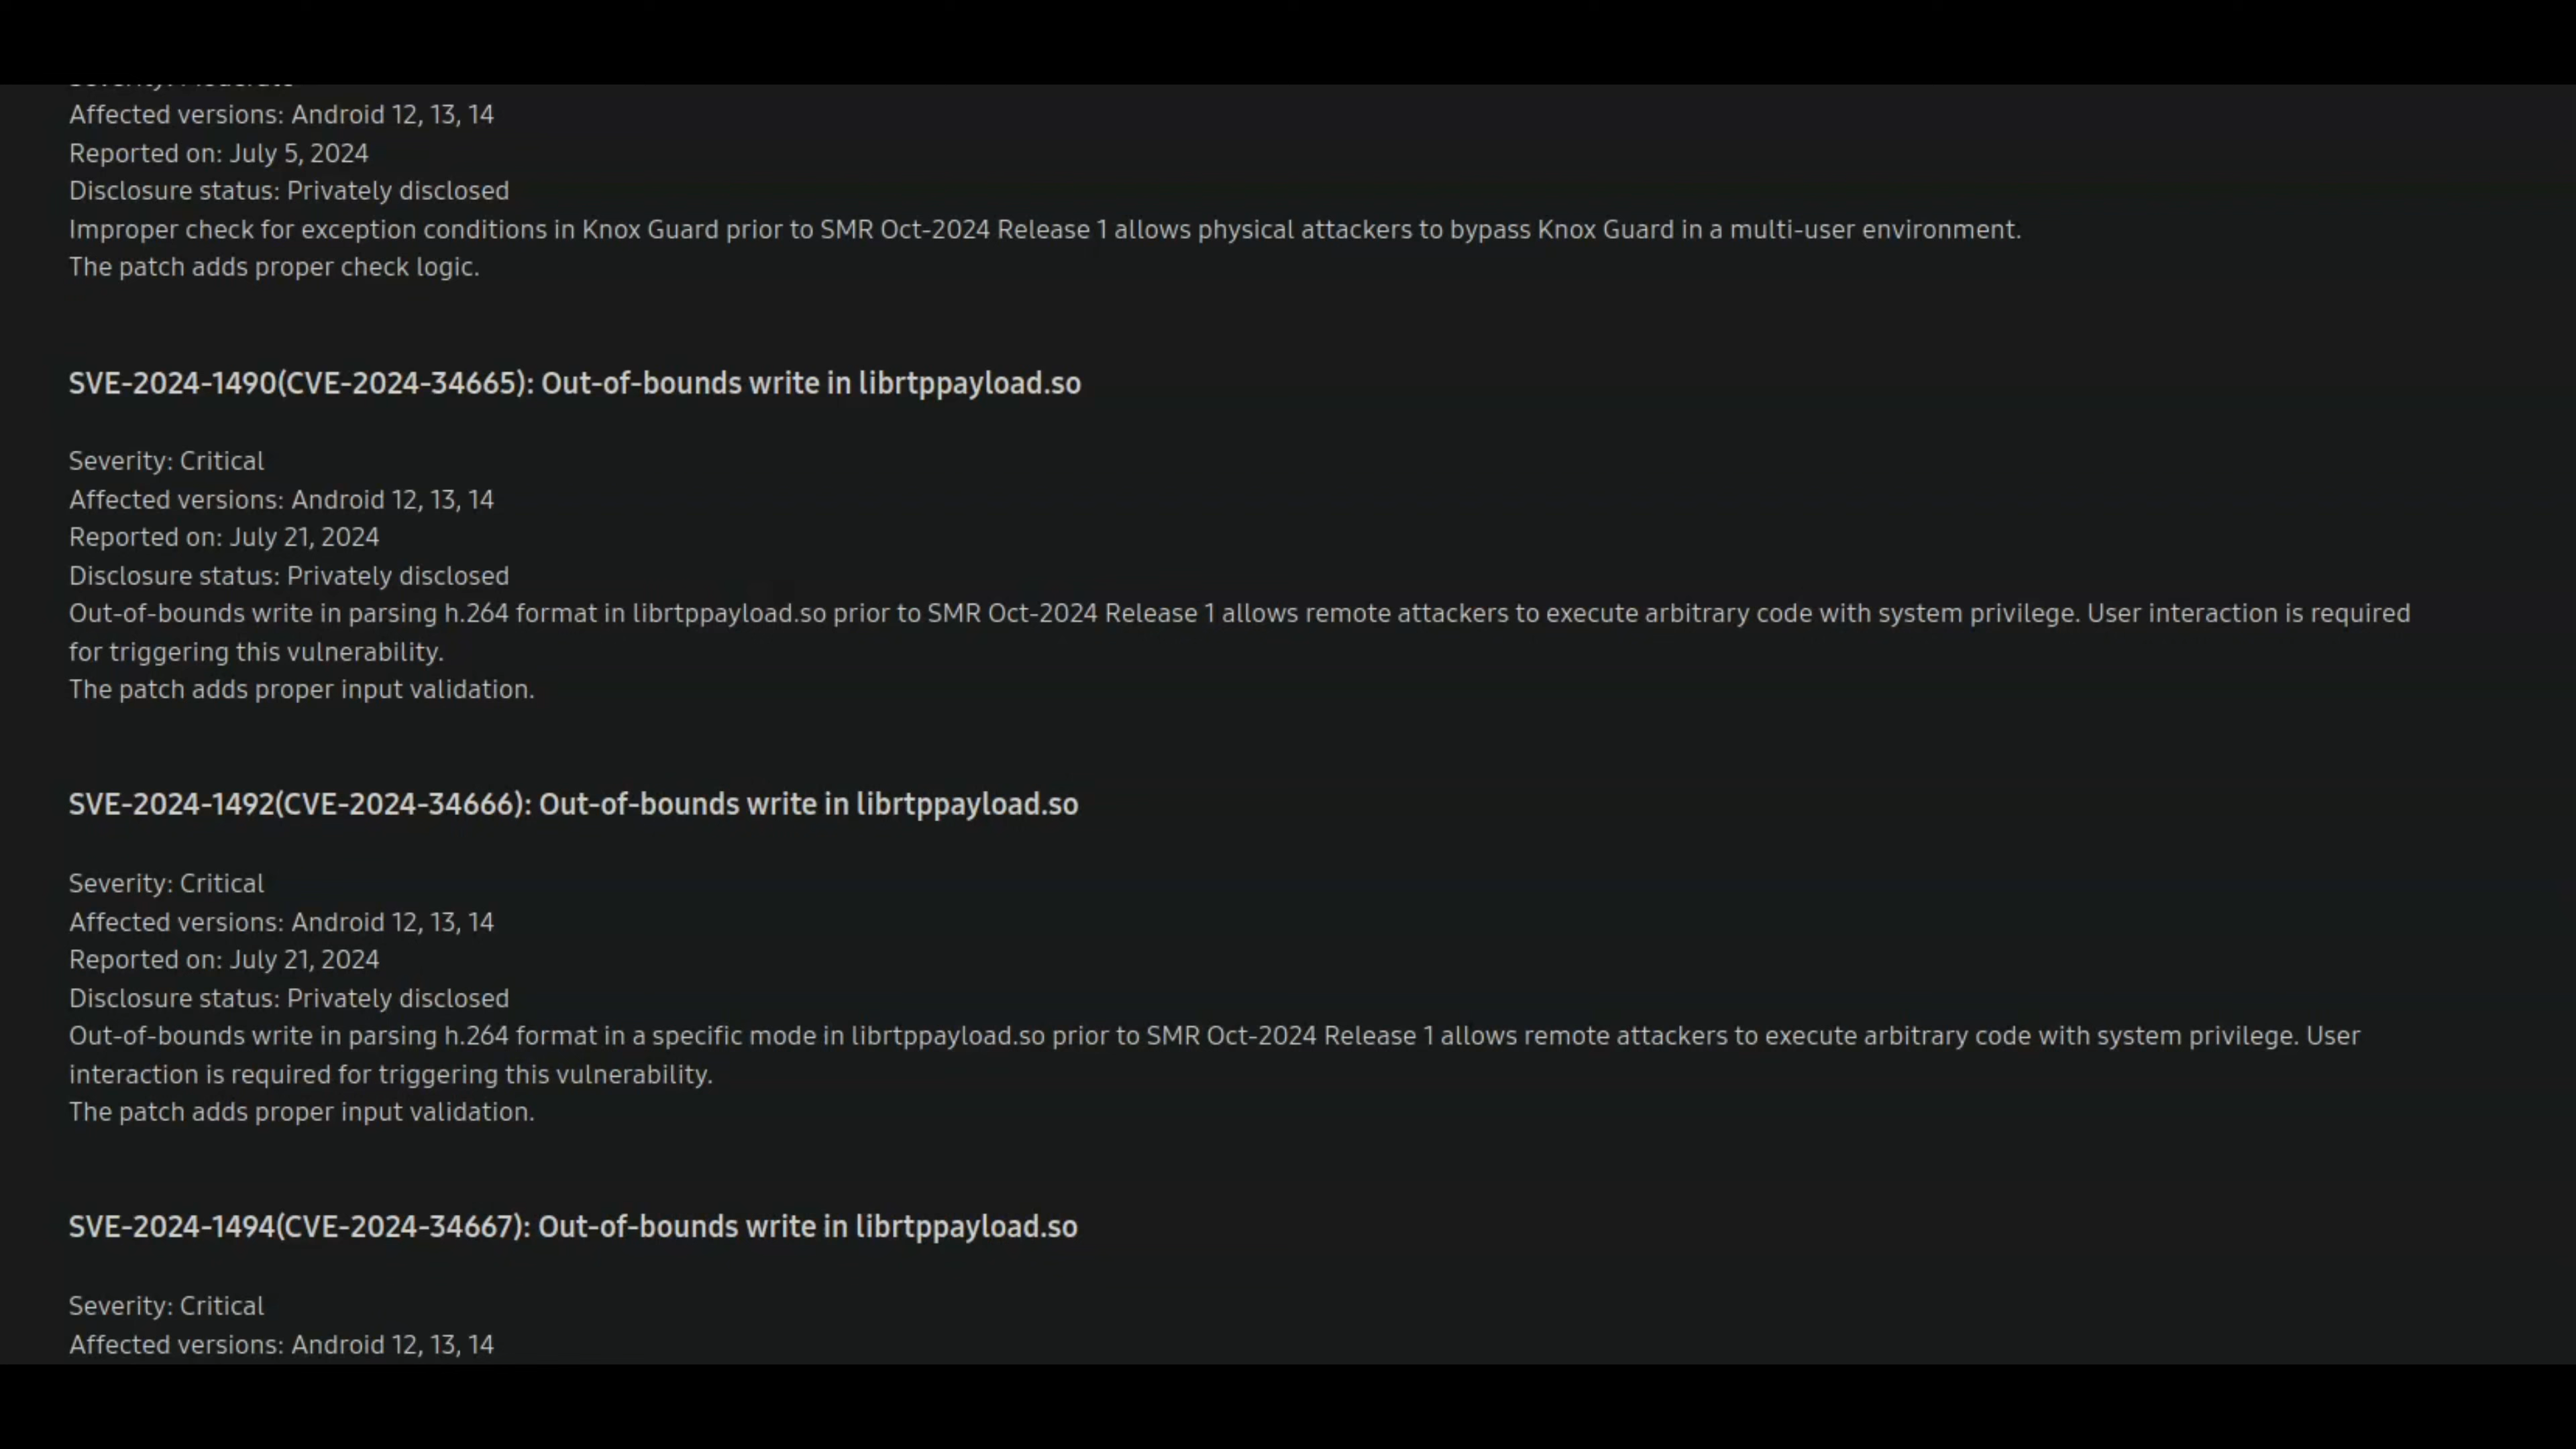 Affected versions: Android 12, 13, 14
Reported on: July 5, 2024
Disclosure status: Privately disclosed
Improper check for exception conditions in Knox Guard prior to SMR Oct-2024 Release 1 allows physical attackers to bypass Knox Guard in a multi-user environment.
The patch adds proper check logic.
SVE-2024-1490(CVE-2024-34665): Out-of-bounds write in librtppayload.so
Severity: Critical
Affected versions: Android 12, 13, 14
Reported on: July 21, 2024
Disclosure status: Privately disclosed
Out-of-bounds write in parsing h.264 format in librtppayload.so prior to SMR Oct-2024 Release 1 allows remote attackers to execute arbitrary code with system privilege. User interaction is required
for triggering this vulnerability.
The patch adds proper input validation.
SVE-2024-1492(CVE-2024-34666): Out-of-bounds write in librtppayload.so
Severity: Critical
Affected versions: Android 12, 13, 14
Reported on: July 21, 2024
Disclosure status: Privately disclosed
Out-of-bounds write in parsing h.264 format in a specific mode in librtppayload.so prior to SMR Oct-2024 Release 1 allows remote attackers to execute arbitrary code with system privilege. User
interaction is required for triggering this vulnerability.
The patch adds proper input validation.
SVE-2024-1494(CVE-2024-34667): Out-of-bounds write in librtppayload.so
Severity: Critical
Affected versions: Android 12, 13, 14